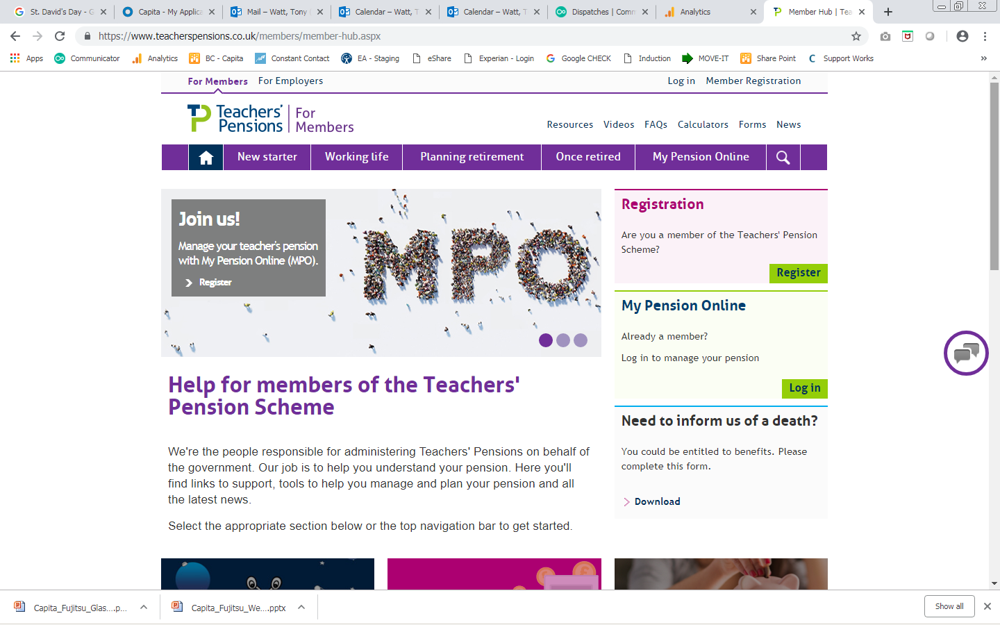 St. David's Day - G
Capita - My Applica
Mail – Watt, Tony
Calendar – Watt, T
Calendar – Watt, T
Dispatches | Comm
Analytics
Member Hub | Tea
https://www.teacherspensions.co.uk/members/member-hub.aspx
Apps
Communicator
Analytics
BC - Capita
Constant Contact
EA - Staging
eShare
Experian - Login
Google CHECK
Induction
MOVE-IT
Share Point
Support Works
For Members
For Employers
Log in
Member Registration
Teachers'
Pensions
For
Members
Resources
Videos
FAQs
Calculators
Forms
News
New starter
Working life
Planning retirement
Once retired
My Pension Online
Join us!
Manage your teacher's pension
with My Pension Online (MPO).
Register
MPO
Registration
Are you a member of the Teachers' Pension
Scheme?
Register
My Pension Online
Already a member?
Log in to manage your pension
Log in
Need to inform us of a death?
You could be entitled to benefits. Please
complete this form.
Download
Help for members of the Teachers'
Pension Scheme
We're the people responsible for administering Teachers' Pensions on behalf of
the government. Our job is to help you understand your pension. Here you'll
find links to support, tools to help you manage and plan your pension and all
the latest news.
Select the appropriate section below or the top navigation bar to get started.
Capita_Fujitsu_Glas....p...
Capita_Fujitsu_We....pptx
Show all